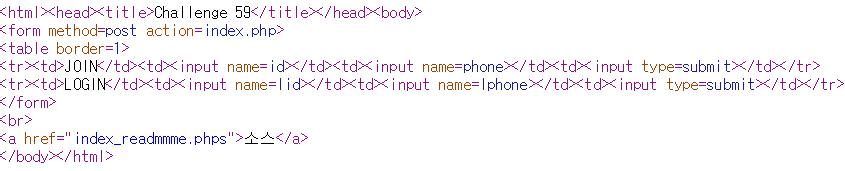 <html><head><title>Challenge 59</title></head><body>
<form method=post action=index.php>
<table border=1>
<tr><td>JOIN</td><td><input name=id></td><td><input name=phone></td><td><input type=submit></td></tr>
<tr><td>LOGIN</td><td><input name=lid></td><td><input name=lphone></td><td><input type=submit></td></tr>
</form>
<br>
<a href="index_readmmme.phps">소스</a>
</body></html>